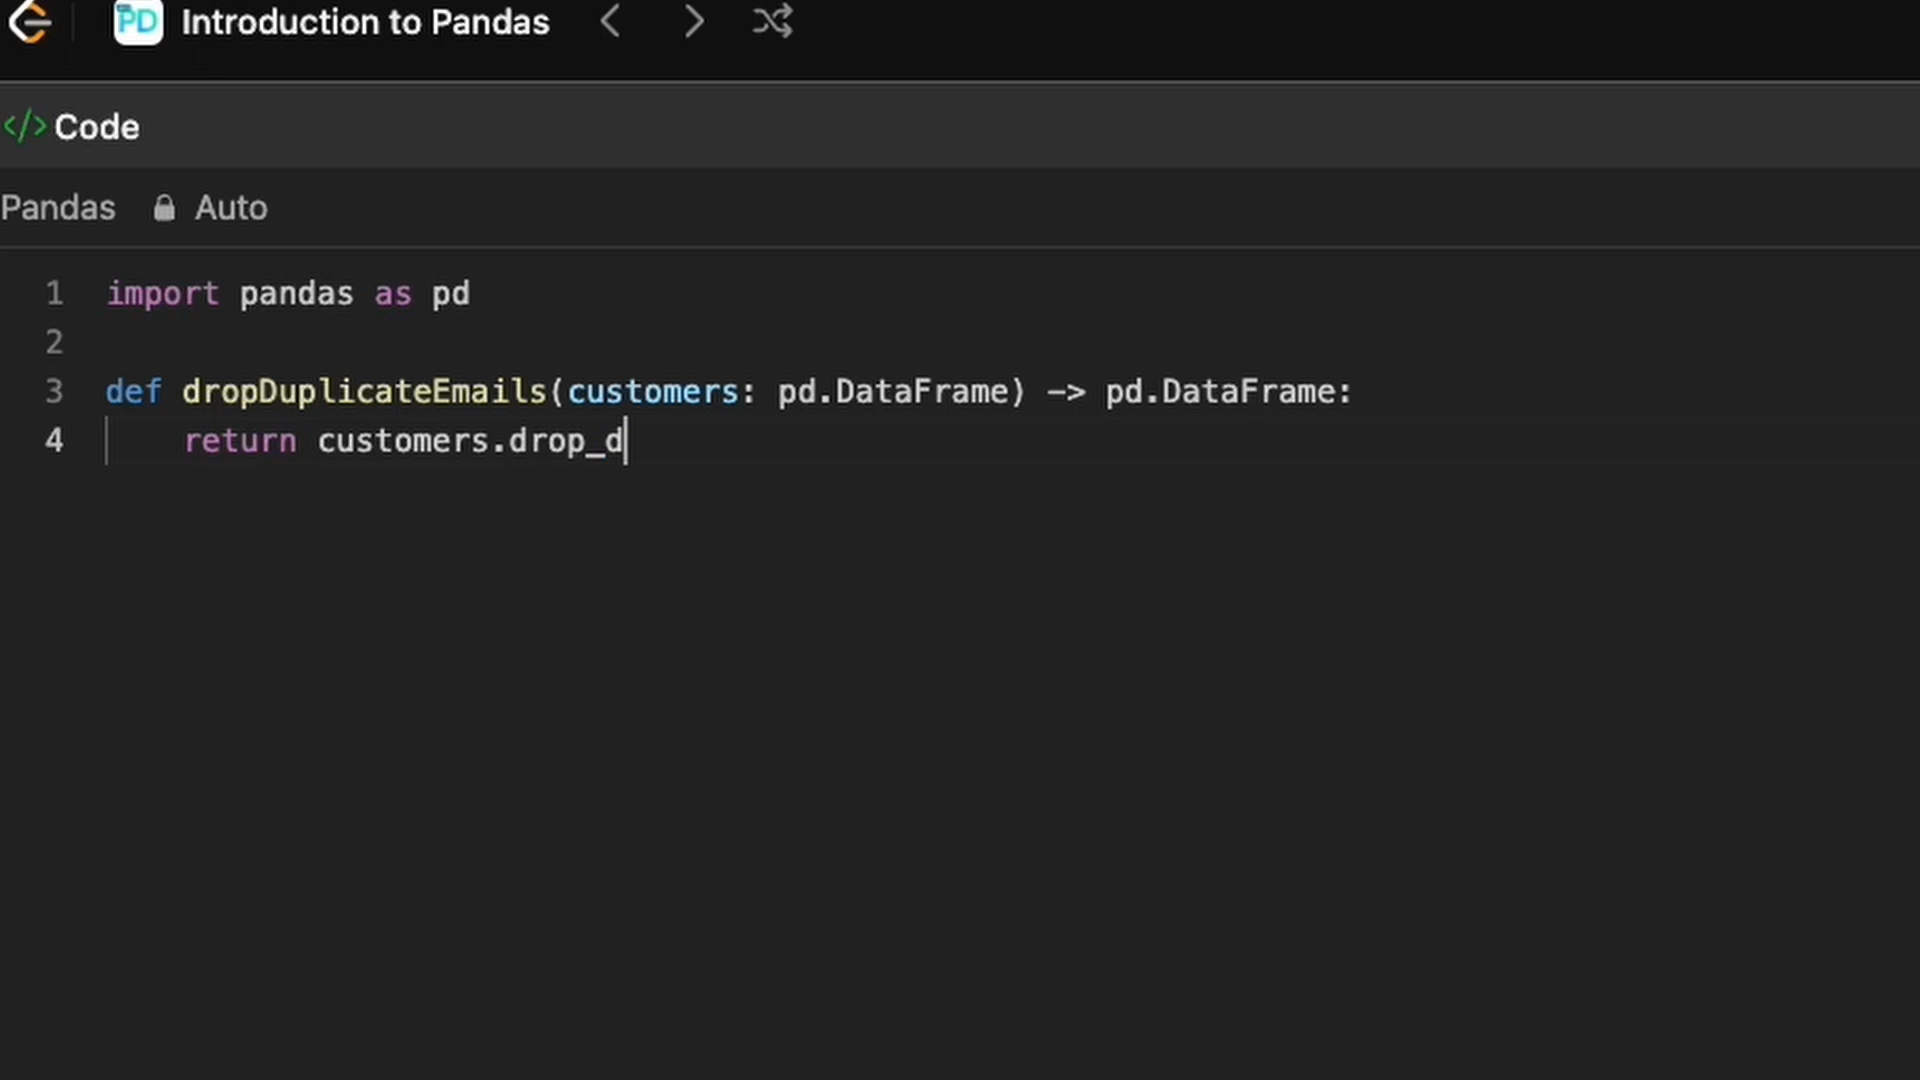 PD Introduction to Pandas
</> Code
Pandas Auto
1 import pandas as pd
2
3 def dropDuplicateEmails(customers: pd.DataFrame) -> pd.DataFrame:
4     return customers.drop_d